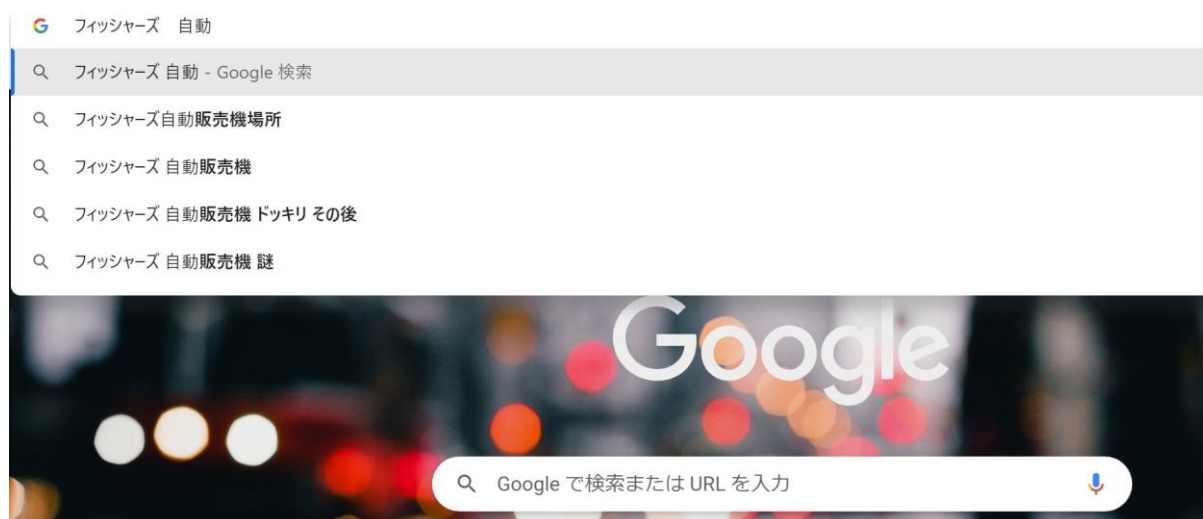 フィッシャーズ　自動
フィッシャーズ 自動 - Google 検索
フィッシャーズ自動販売機場所
フィッシャーズ 自動販売機
フィッシャーズ 自動販売機 ドッキリ その後
フィッシャーズ 自動販売機 謎
Google
Google で検索または URL を入力